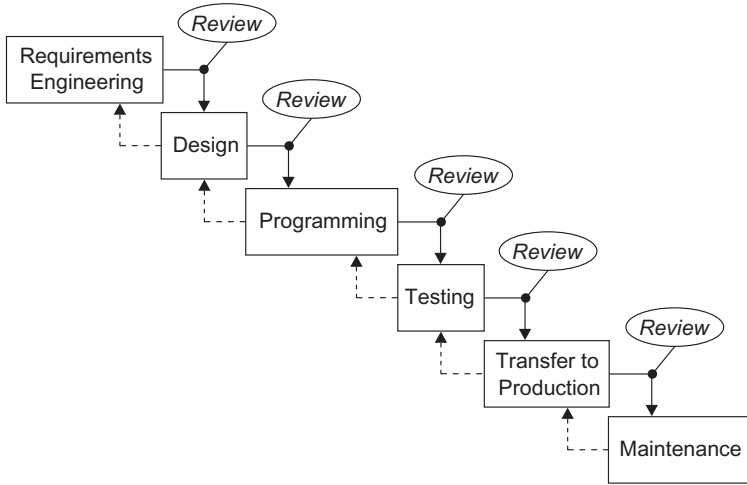 Review
Requirements
Engineering
Review
Design
Review
Programming
Review
Testing
Review
Transfer to
Production
Maintenance